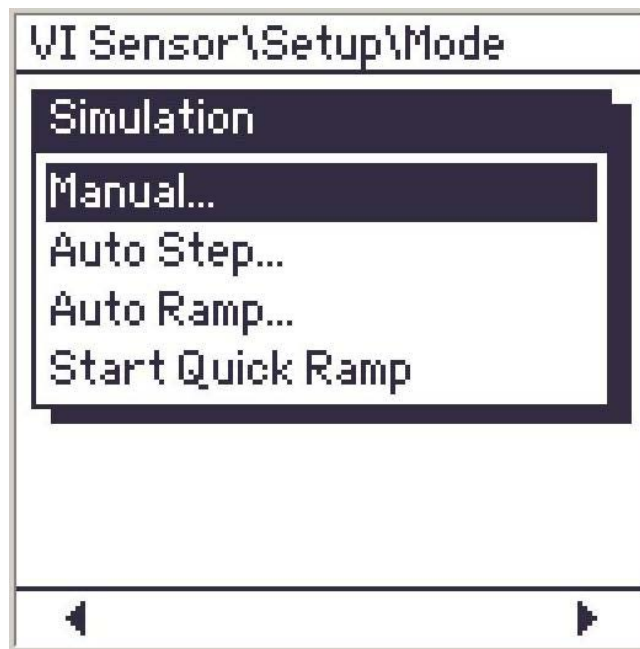 VI Sensor\Setup\Mode
Simulation
Manual...
Auto Step...
Auto Ramp...
Start Quick Ramp